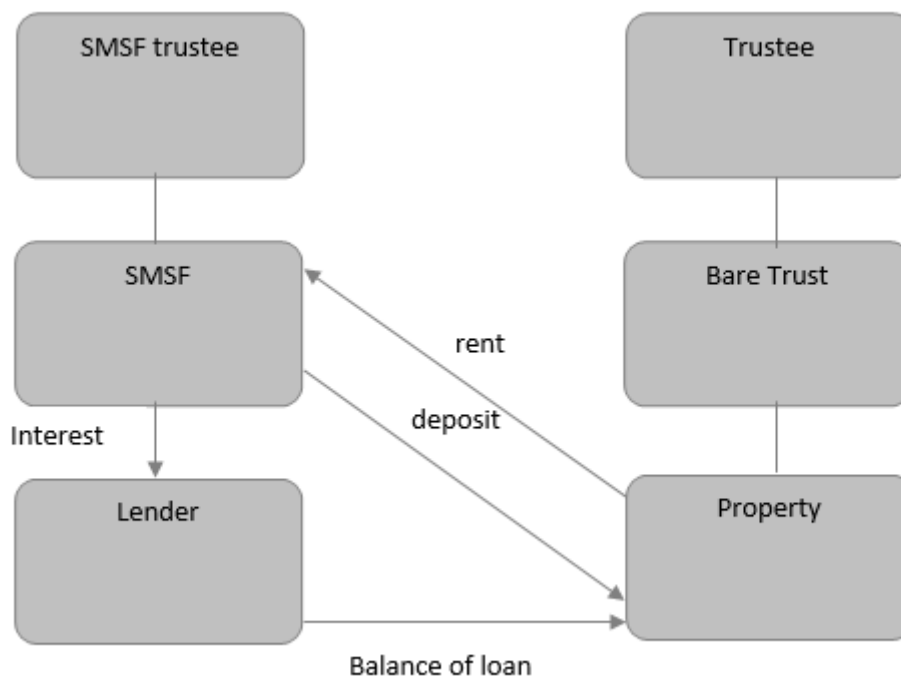 SMSF trustee
Trustee
SMSF
Bare Trust
rent
deposit
Interest
Lender
Property
Balance of loan